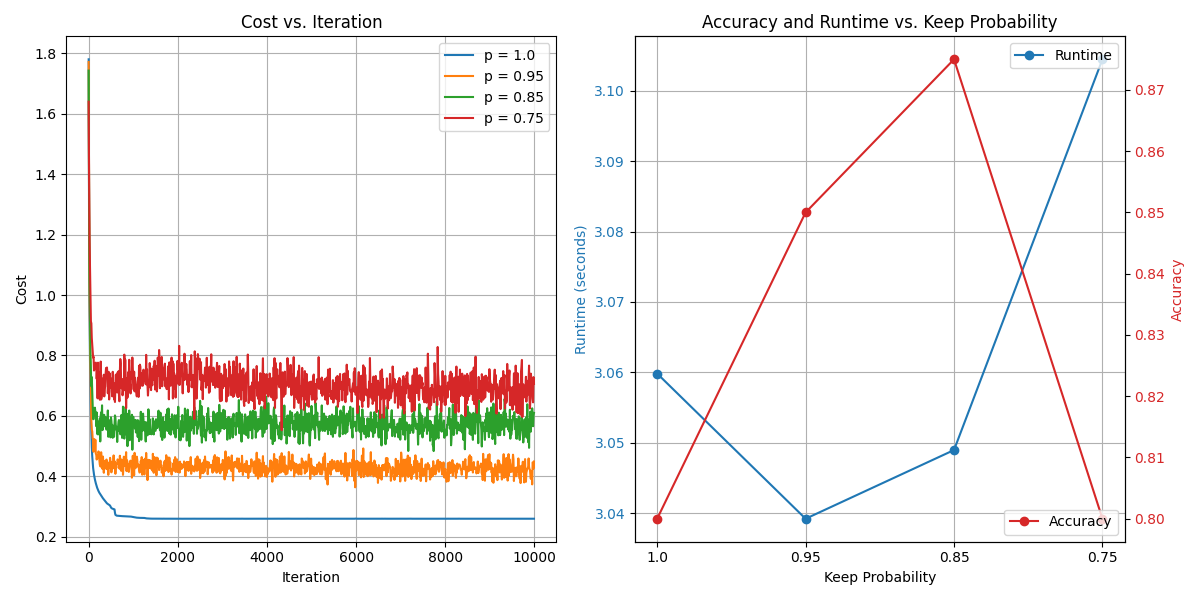 Cost vs. Iteration
1.8
1.6
1.4
1.2
1.0
0.8
0.6
0.4
0.2
Cost
0
2000
4000
6000
8000
10000
Iteration
p = 1.0
p = 0.95
p = 0.85
p = 0.75
Accuracy and Runtime vs. Keep Probability
3.10
3.09
3.08
3.07
3.06
3.05
3.04
Runtime (seconds)
1.0
0.95
0.85
0.75
Keep Probability
Runtime
Accuracy
0.87
0.86
0.85
0.84
0.83
0.82
0.81
0.80
Accuracy